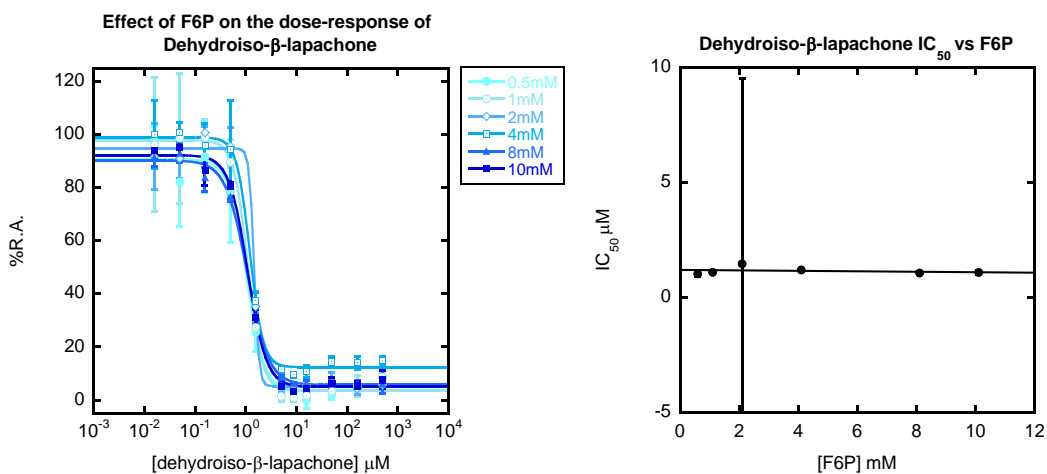 Effect of F6P on the dose-response of
Dehydroiso-β-lapachone
120
100
80
60
40
20
0
%R.A.
10⁻³ 10⁻² 10⁻¹ 10⁰ 10¹ 10² 10³ 10⁴
[dehydroiso-β-lapachone] μM
0.5mM
1mM
2mM
4mM
8mM
10mM
Dehydroiso-β-lapachone IC₅₀ vs F6P
10
5
0
-5
IC₅₀ μM
0 2 4 6 8 10 12
[F6P] mM